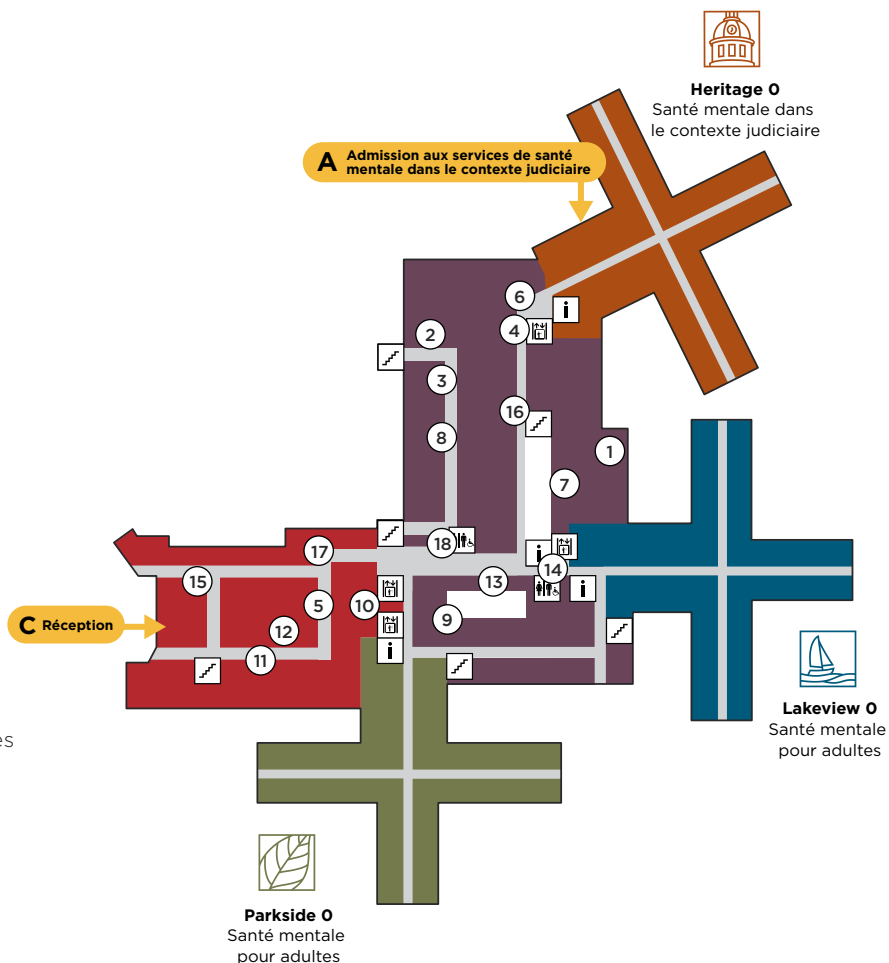 Heritage 0
Santé mentale dans
le contexte judiciaire
A Admission aux services de santé
mentale dans le contexte judiciaire
6
i
4
2
3
16
8
1
7
18
17
i
14
13
i
15
5
10
9
12
C Réception
11
i
Lakeview 0
Santé mentale
pour adultes
es
Parkside 0
Santé mentale
pour adultes